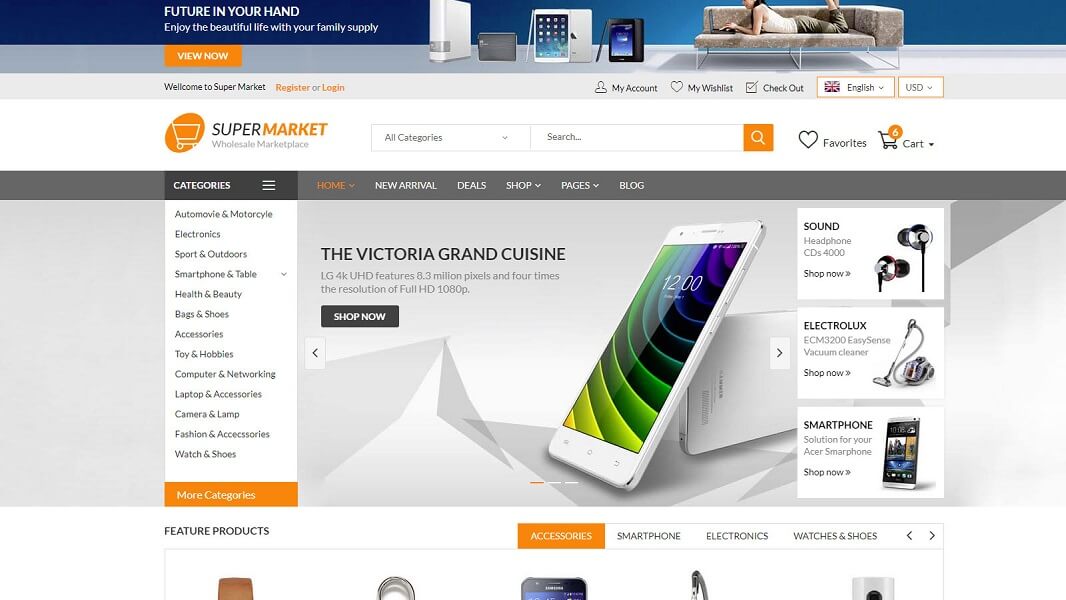 FUTURE IN YOUR HAND
Enjoy the beautiful life with your family supply
VIEW NOW
Wellcome to Super Market
Register or Login
My Account
My Wishlist
Check Out
English
USD
SUPERMARKET
Wholesale Marketplace
All Categories
Search...
Favorites
6
Cart
CATEGORIES
HOME
NEW ARRIVAL
DEALS
SHOP
PAGES
BLOG
Automovie & Motorcyle
Electronics
Sport & Outdoors
Smartphone & Table
Health & Beauty
Bags & Shoes
Accessories
Toy & Hobbies
Computer & Networking
Laptop & Accessories
Camera & Lamp
Fashion & Accecssories
Watch & Shoes
More Categories
THE VICTORIA GRAND CUISINE
LG 4k UHD features 8.3 milion pixels and four times
the resolution of Full HD 1080p.
SHOP NOW
12:00
SOUND
Headphone
CDs 4000
Shop now »
ELECTROLUX
ECM3200 EasySense
Vacuum cleaner
Shop now »
SMARTPHONE
Solution for your
Acer Smarphone
Shop now »
FEATURE PRODUCTS
ACCESSORIES
SMARTPHONE
ELECTRONICS
WATCHES & SHOES
SAMSUNG